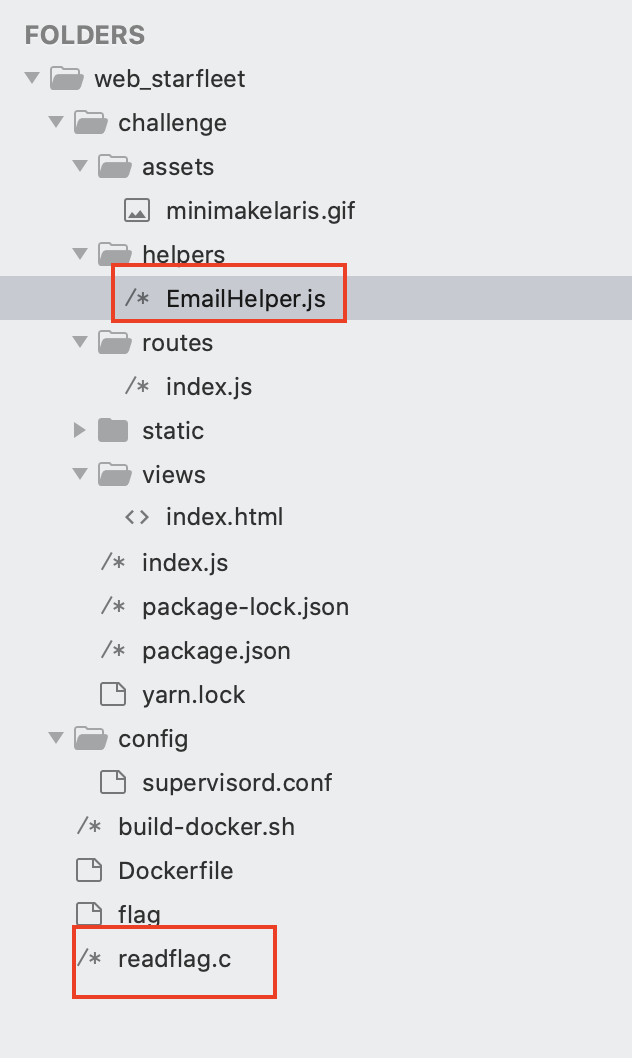 FOLDERS
web_starfleet
challenge
assets
minimakelaris.gif
helpers
/* EmailHelper.js
routes
/* index.js
static
views
<> index.html
/* index.js
/* package-lock.json
/* package.json
yarn.lock
config
supervisord.conf
/* build-docker.sh
Dockerfile
flag
/* readflag.c